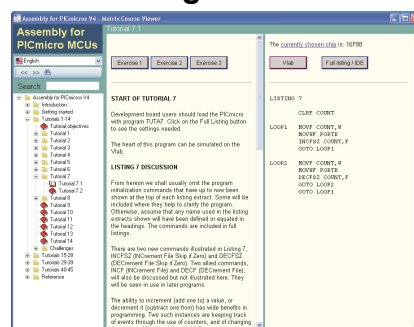 Assembly for PICmicros V4 .. Matrix Course Viewer
Assembly for
PICmicro MCUs
English
<< >>
Search:
Assembly for PICmicros V4
Introduction
Getting started
Tutorials 1-14
Tutorial objectives
Tutorial 1
Tutorial 2
Tutorial 3
Tutorial 4
Tutorial 5
Tutorial 6
Tutorial 7
Tutorial 7.1
Tutorial 7.2
Tutorial 8
Tutorial 9
Tutorial 10
Tutorial 11
Tutorial 12
Tutorial 13
Tutorial 14
Challenges
Tutorials 15-28
Tutorials 29-39
Tutorials 40-45
Reference
Tutorial 7.1
Exercise 1 Exercise 2 Exercise 3
START OF TUTORIAL 7
Development board users should load the PICmicro
with program TUTA7. Click on the Full Listing button
to see the settings needed.
The heart of this program can be simulated on the
Vlab.
LISTING 7 DISCUSSION
From hereon we shall usually omit the program
initialization commands that have up to now been
shown at the top of each listing extract. Some will be
included where they help to clarify the program.
Otherwise, assume that any name used in the listing
extracts shown will have been defined or equated in
the headings. The commands are included in full
listings.
There are two new commands illustrated in Listing 7,
INCFSZ (INCrement File Skip if Zero) and DECFSZ
(DECrement File Skip if Zero). Two allied commands,
INCF (INCrement File) and DECF (DECrement File),
will also be discussed but not illustrated here. They
will be seen in use in later programs.
The ability to increment (add one to) a value, or
decrement it (subtract one from) has wide benefits in
programming. Two such instances are keeping track
of events through the use of counters, and of changing
The currently chosen chip is: 16F88
Vlab Full listing / IDE
LISTING 7
CLRF COUNT
LOOP1 MOVF COUNT,W
MOVWF PORTB
INCFSZ COUNT,F
GOTO LOOP1
LOOP2 MOVF COUNT,W
MOVWF PORTB
DECFSZ COUNT,F
GOTO LOOP2
GOTO LOOP1